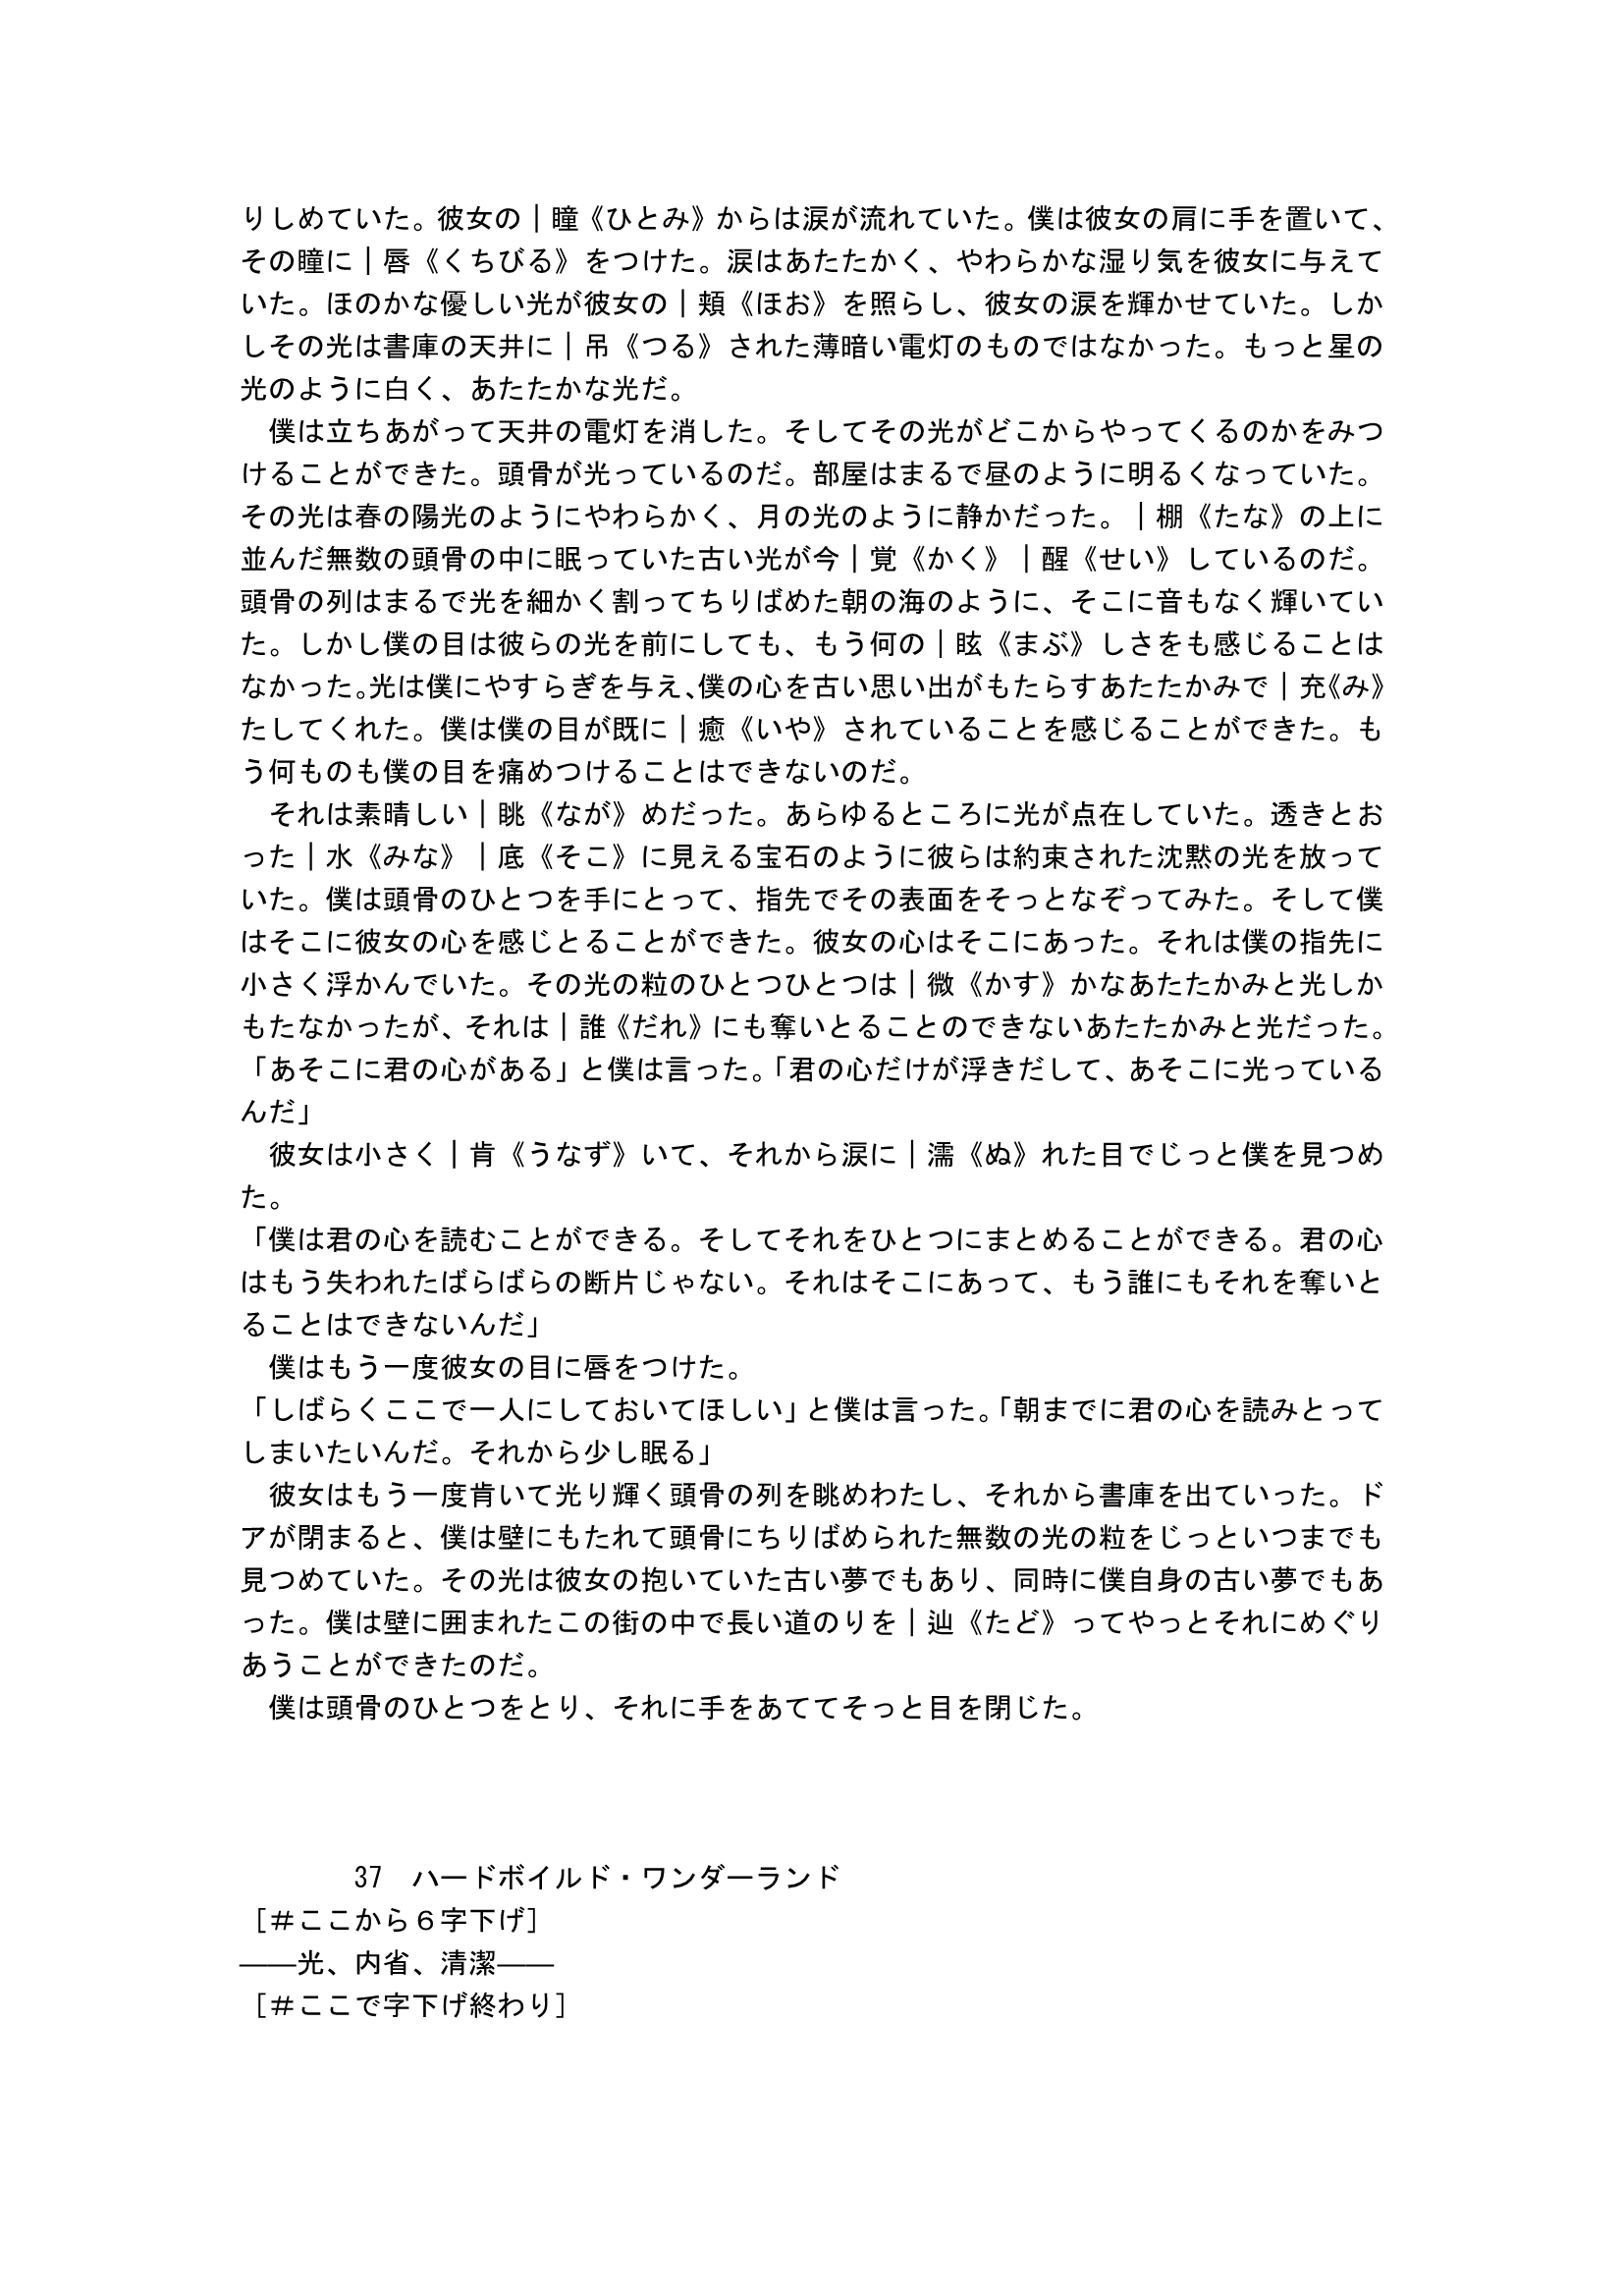 りしめていた。彼女の｜瞳《ひとみ》からは涙が流れていた。僕は彼女の肩に手を置いて、
その瞳に｜唇《くちびる》をつけた。涙はあたたかく、やわらかな湿り気を彼女に与えて
いた。ほのかな優しい光が彼女の｜頬《ほお》を照らし、彼女の涙を輝かせていた。しか
しその光は書庫の天井に｜吊《つる》された薄暗い電灯のものではなかった。もっと星の
光のように白く、あたたかな光だ。
　僕は立ちあがって天井の電灯を消した。そしてその光がどこからやってくるのかをみつ
けることができた。頭骨が光っているのだ。部屋はまるで昼のように明るくなっていた。
その光は春の陽光のようにやわらかく、月の光のように静かだった。｜棚《たな》の上に
並んだ無数の頭骨の中に眠っていた古い光が今｜覚《かく》｜醒《せい》しているのだ。
頭骨の列はまるで光を細かく割ってちりばめた朝の海のように、そこに音もなく輝いてい
た。しかし僕の目は彼らの光を前にしても、もう何の｜眩《まぶ》しさをも感じることは
なかった。光は僕にやすらぎを与え、僕の心を古い思い出がもたらすあたたかみで｜充《み》
たしてくれた。僕は僕の目が既に｜癒《いや》されていることを感じることができた。も
う何ものも僕の目を痛めつけることはできないのだ。
　それは素晴しい｜眺《なが》めだった。あらゆるところに光が点在していた。透きとお
った｜水《みな》｜底《そこ》に見える宝石のように彼らは約束された沈黙の光を放って
いた。僕は頭骨のひとつを手にとって、指先でその表面をそっとなぞってみた。そして僕
はそこに彼女の心を感じとることができた。彼女の心はそこにあった。それは僕の指先に
小さく浮かんでいた。その光の粒のひとつひとつは｜微《かす》かなあたたかみと光しか
もたなかったが、それは｜誰《だれ》にも奪いとることのできないあたたかみと光だった。
「あそこに君の心がある」と僕は言った。「君の心だけが浮きだして、あそこに光っている
んだ」
　彼女は小さく｜肯《うなず》いて、それから涙に｜濡《ぬ》れた目でじっと僕を見つめ
た。
「僕は君の心を読むことができる。そしてそれをひとつにまとめることができる。君の心
はもう失われたばらばらの断片じゃない。それはそこにあって、もう誰にもそれを奪いと
ることはできないんだ」
　僕はもう一度彼女の目に唇をつけた。
「しばらくここで一人にしておいてほしい」と僕は言った。「朝までに君の心を読みとって
しまいたいんだ。それから少し眠る」
　彼女はもう一度肯いて光り輝く頭骨の列を眺めわたし、それから書庫を出ていった。ド
アが閉まると、僕は壁にもたれて頭骨にちりばめられた無数の光の粒をじっといつまでも
見つめていた。その光は彼女の抱いていた古い夢でもあり、同時に僕自身の古い夢でもあ
った。僕は壁に囲まれたこの街の中で長い道のりを｜辿《たど》ってやっとそれにめぐり
あうことができたのだ。
　僕は頭骨のひとつをとり、それに手をあててそっと目を閉じた。
37　ハードボイルド・ワンダーランド
［＃ここから６字下げ］
――光、内省、清潔――
［＃ここで字下げ終わり］